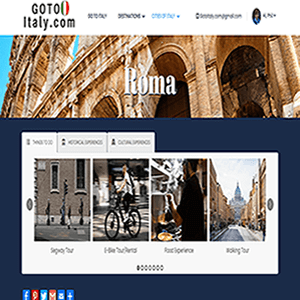 GOTO
Italy.com
GO TO ITALY
DESTINATIONS
CITIES OF ITALY
Roma
THINGS TO DO
HISTORICAL EXPERIENCES
CULTURAL EXPERIENCES
Segway Tour
E-Bike Tour/Rental
Food Experience
Walking Tour